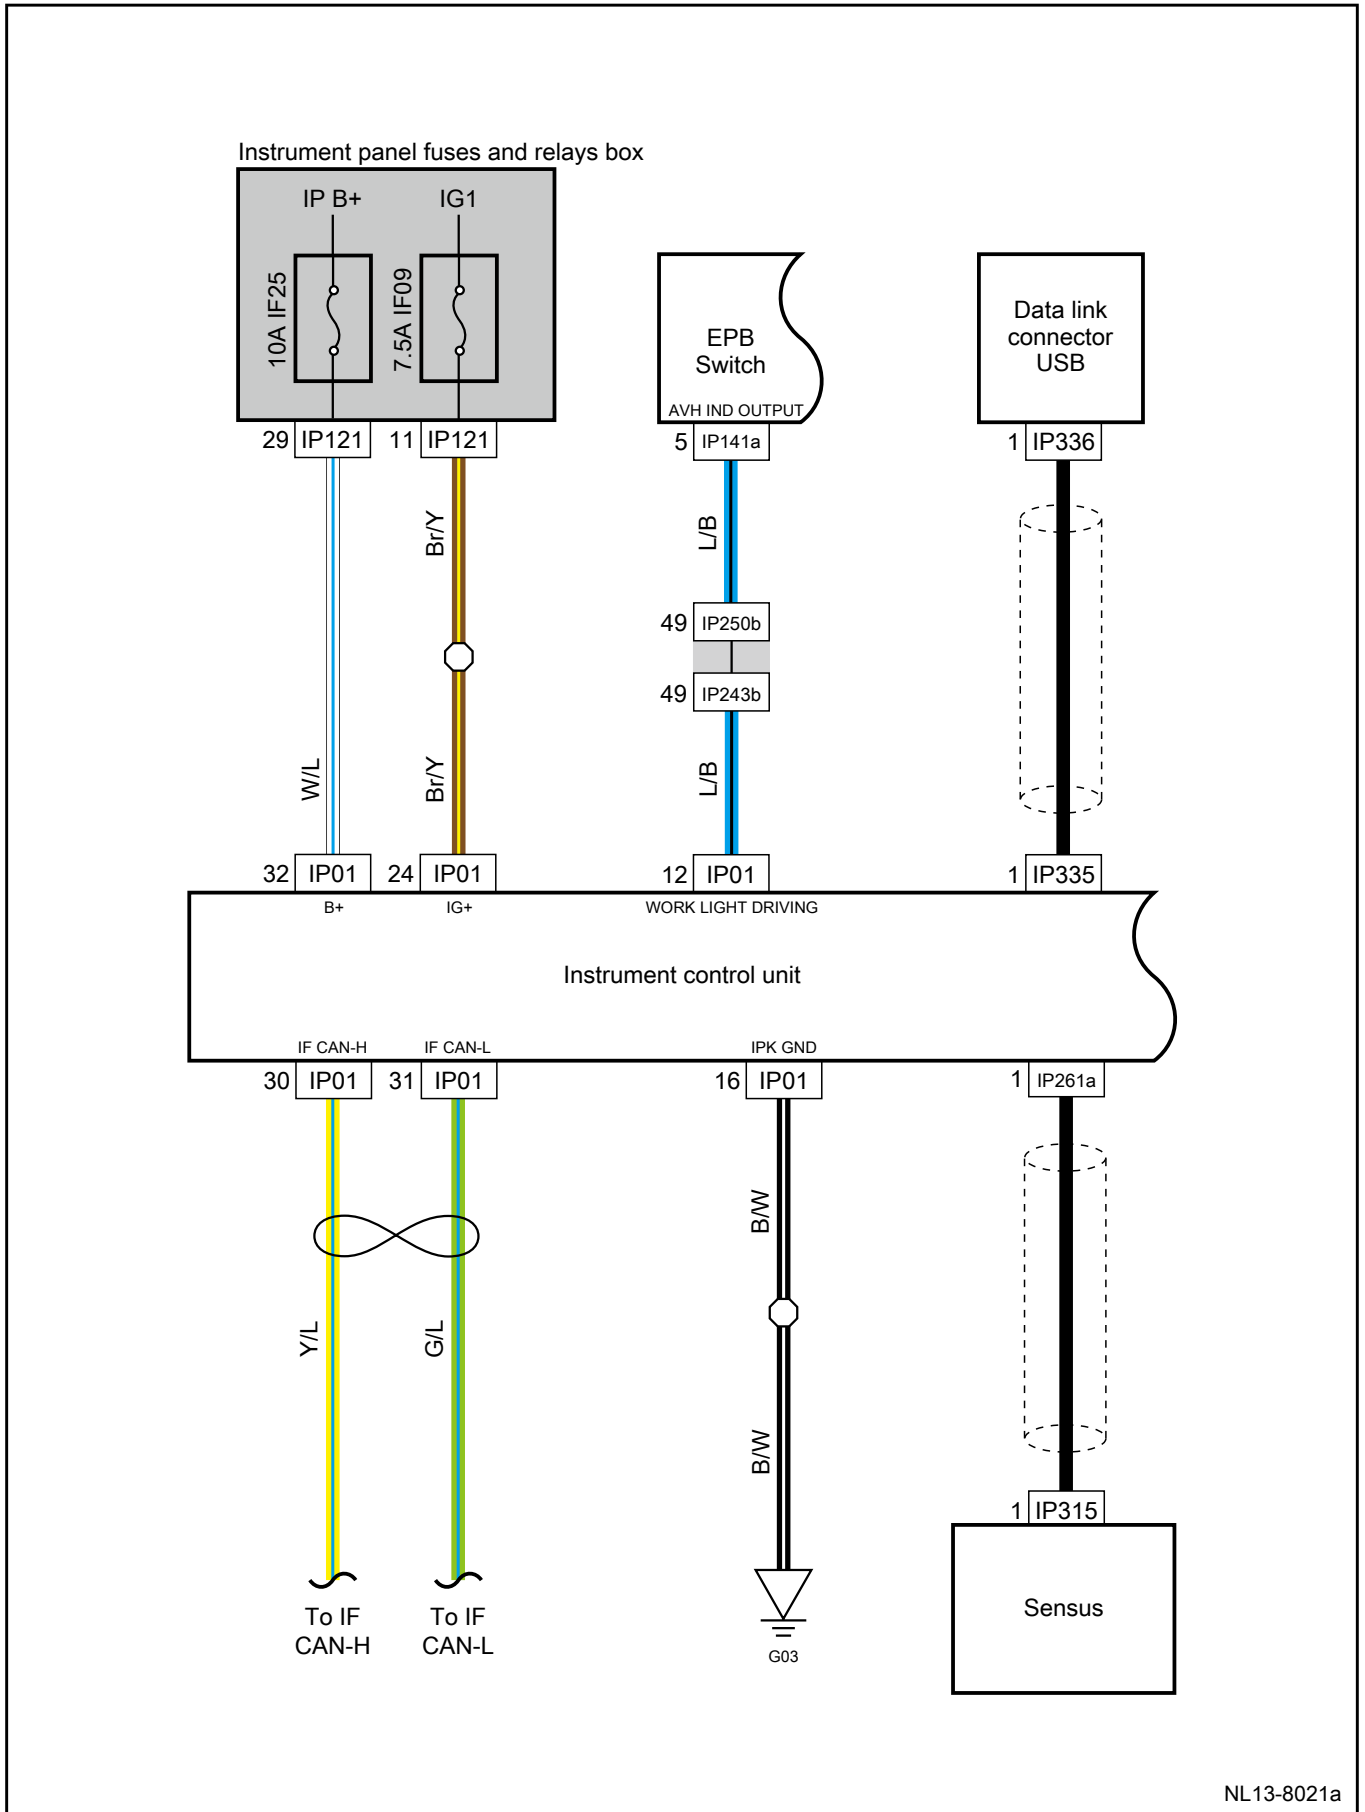 Instrument panel fuses and relays box
IP B+
IG1
10A IF25
7.5A IF09
EPB
Switch
AVH IND OUTPUT
Data link
connector
USB
29 IP121
11 IP121
5 IP141a
1 IP336
Br/Y
L/B
49 IP250b
49 IP243b
W/L
Br/Y
L/B
32 IP01
24 IP01
12 IP01
1 IP335
B+
IG+
WORK LIGHT DRIVING
Instrument control unit
IF CAN-H
IF CAN-L
IPK GND
30 IP01
31 IP01
16 IP01
1 IP261a
B/W
Y/L
G/L
B/W
1 IP315
To IF
CAN-H
To IF
CAN-L
G03
Sensus
NL13-8021a